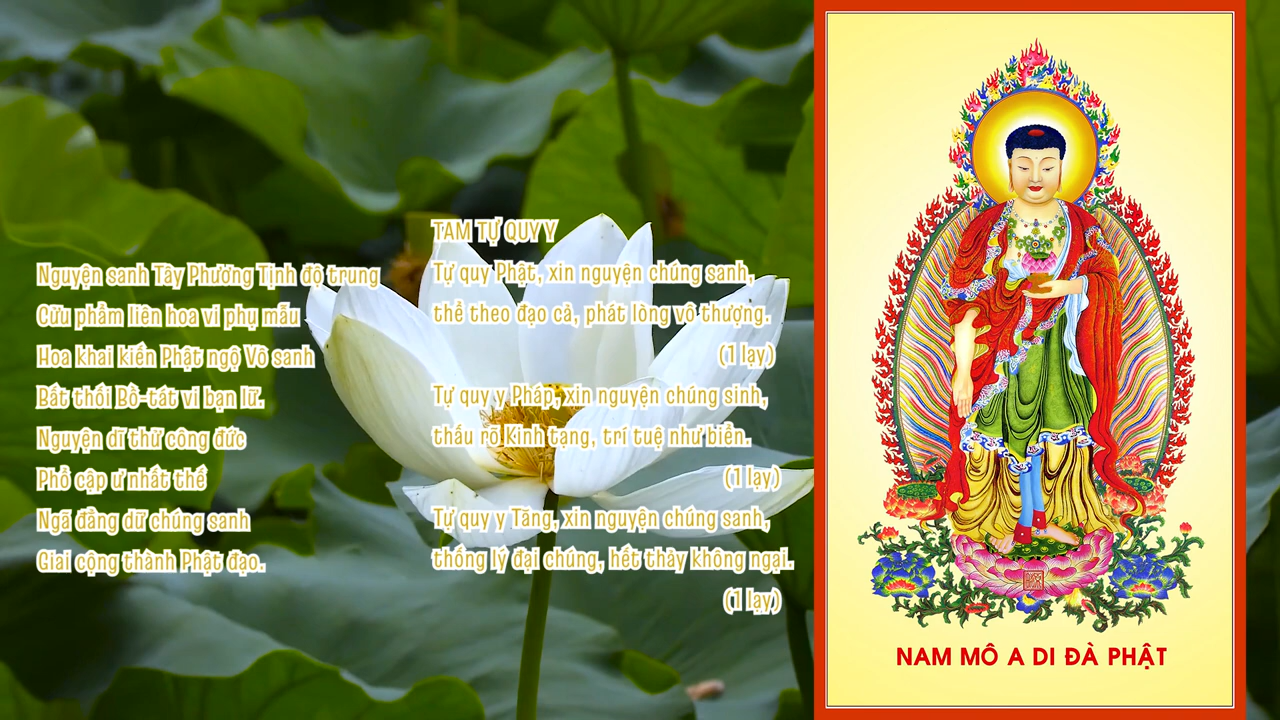 Nguyện sanh Tây Phương Tịnh độ trung
Cửu phẩm liên hoa vi phụ mẫu
Hoa khai kiến Phật ngộ Vô sanh
Bất thối Bồ-tát vi bạn lữ.
Nguyện dĩ thử công đức
Phổ cập ư nhất thế
Ngã đẳng dữ chúng sanh
Giai cộng thành Phật đạo.
TAM TỰ QUY Y
Tự quy Phật, xin nguyện chúng sanh,
thể theo đạo cả, phát lòng vô thượng.
(1 lạy)
Tự quy y Pháp, xin nguyện chúng sinh,
thấu rõ Kinh tạng, trí tuệ như biển.
(1 lạy)
Tự quy y Tăng, xin nguyện chúng sanh,
thống lý đại chúng, hết thảy không ngại.
(1 lạy)
NAM MÔ A DI ĐÀ PHẬT